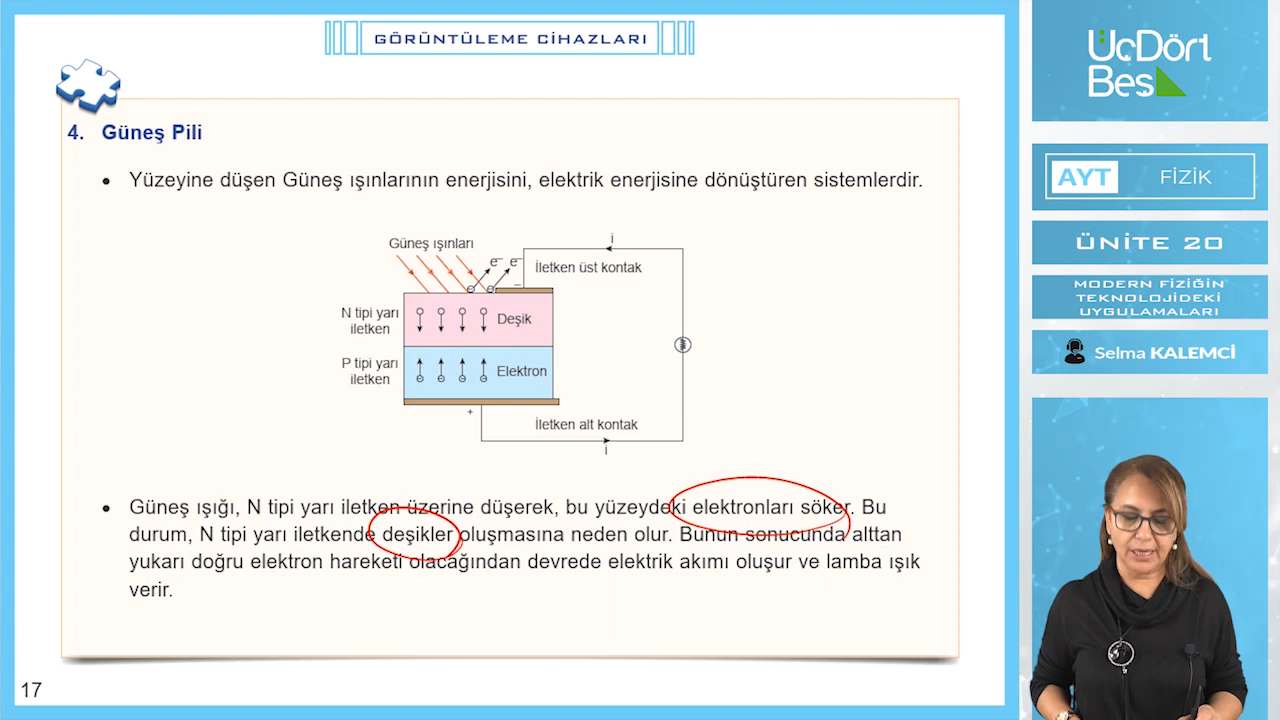 GÖRÜNTÜLEME CİHAZLARI
4. Güneş Pili
• Yüzeyine düşen Güneş ışınlarının enerjisini, elektrik enerjisine dönüştüren sistemlerdir.
Güneş ışınları
e⁻ e⁻
i
İletken üst kontak
−
N tipi yarı
iletken
Deşik
P tipi yarı
iletken
Elektron
+
İletken alt kontak
i
• Güneş ışığı, N tipi yarı iletken üzerine düşerek, bu yüzeydeki elektronları söker. Bu
durum, N tipi yarı iletkende deşikler oluşmasına neden olur. Bunun sonucunda alttan
yukarı doğru elektron hareketi olacağından devrede elektrik akımı oluşur ve lamba ışık
verir.
17
ÜçDört
Beş
AYT FİZİK
ÜNİTE 20
MODERN FİZİĞİN
TEKNOLOJİDEKİ
UYGULAMALARI
Selma KALEMCİ